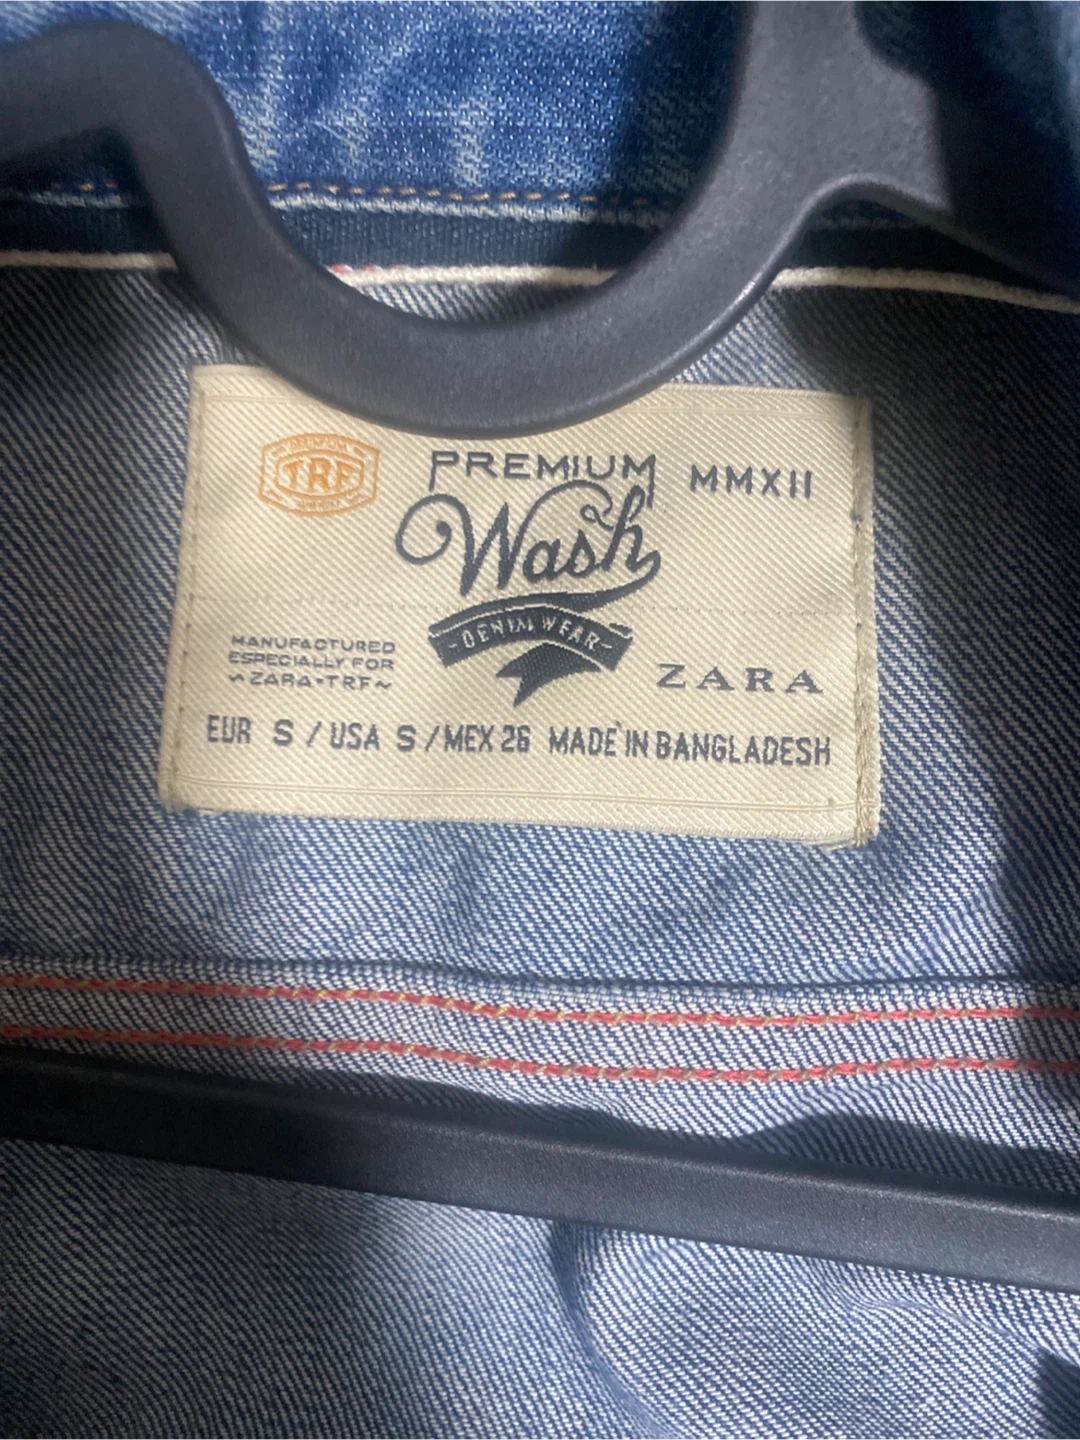 TRF
PREMIUM
MMXII
Wash
DENIM WEAR
MANUFACTURED
ESPECIALLY FOR
~ZARA•TRF~
ZARA
EUR S / USA S / MEX 26 MADE IN BANGLADESH